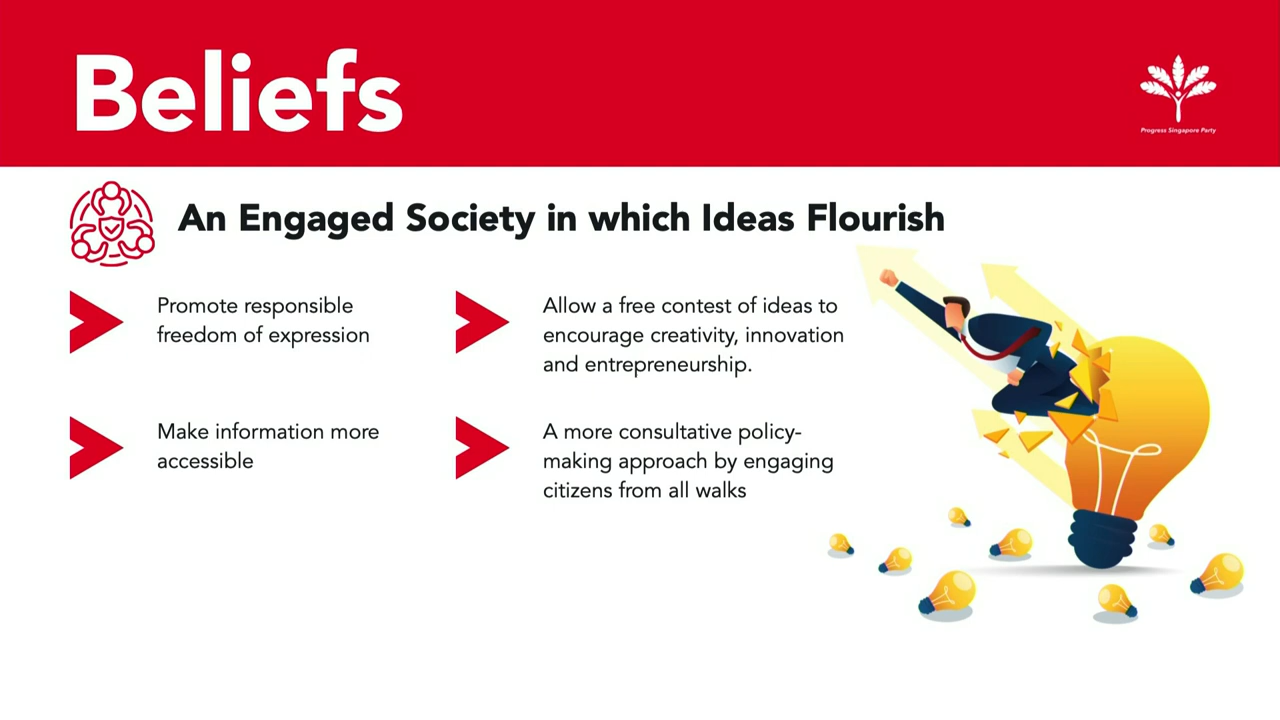 Beliefs
Progress Singapore Party
An Engaged Society in which Ideas Flourish
Promote responsible
freedom of expression
Allow a free contest of ideas to
encourage creativity, innovation
and entrepreneurship.
Make information more
accessible
A more consultative policy-
making approach by engaging
citizens from all walks